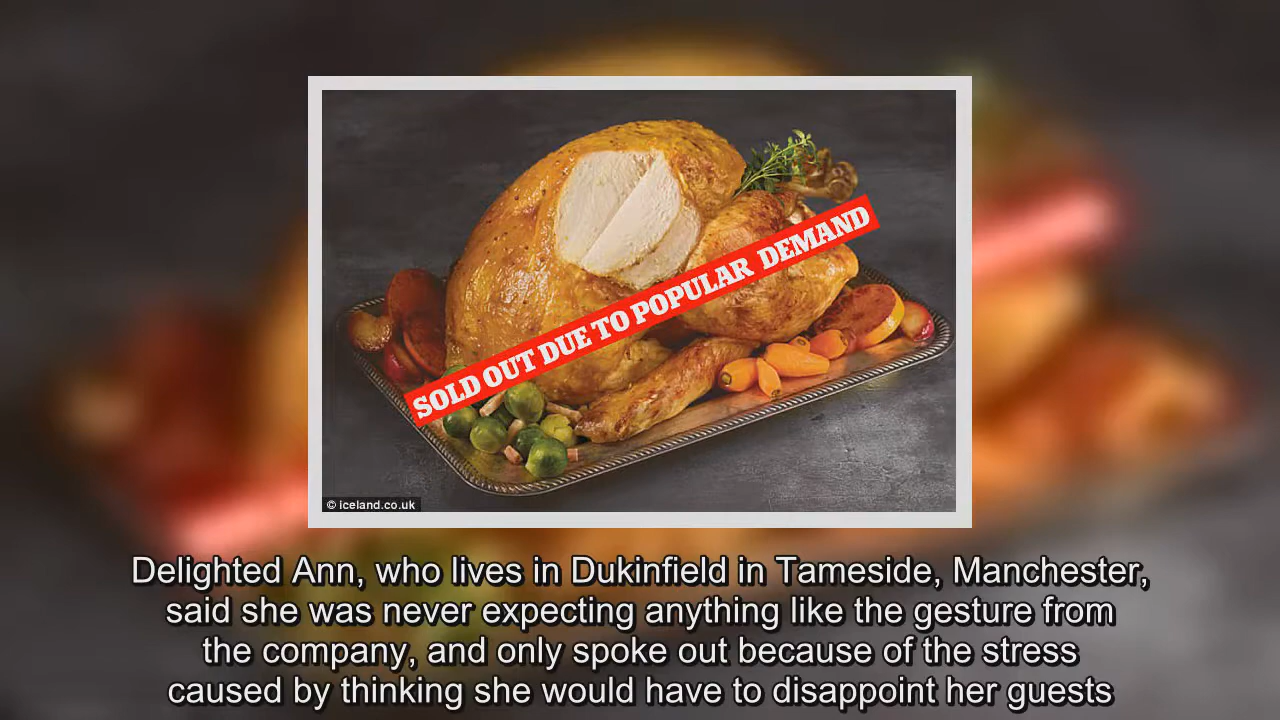 SOLD OUT DUE TO POPULAR DEMAND
© iceland.co.uk
Delighted Ann, who lives in Dukinfield in Tameside, Manchester,
said she was never expecting anything like the gesture from
the company, and only spoke out because of the stress
caused by thinking she would have to disappoint her guests